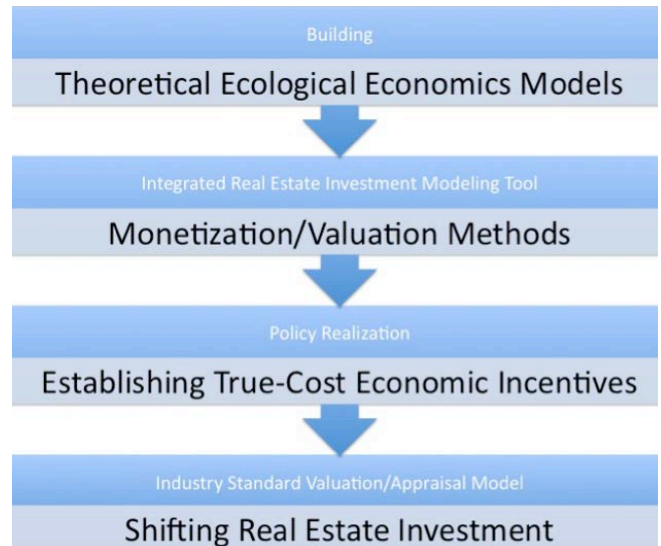 Building
Theoretical Ecological Economics Models
Integrated Real Estate Investment Modeling Tool
Monetization/Valuation Methods
Policy Realization
Establishing True-Cost Economic Incentives
Industry Standard Valuation/Appraisal Model
Shifting Real Estate Investment